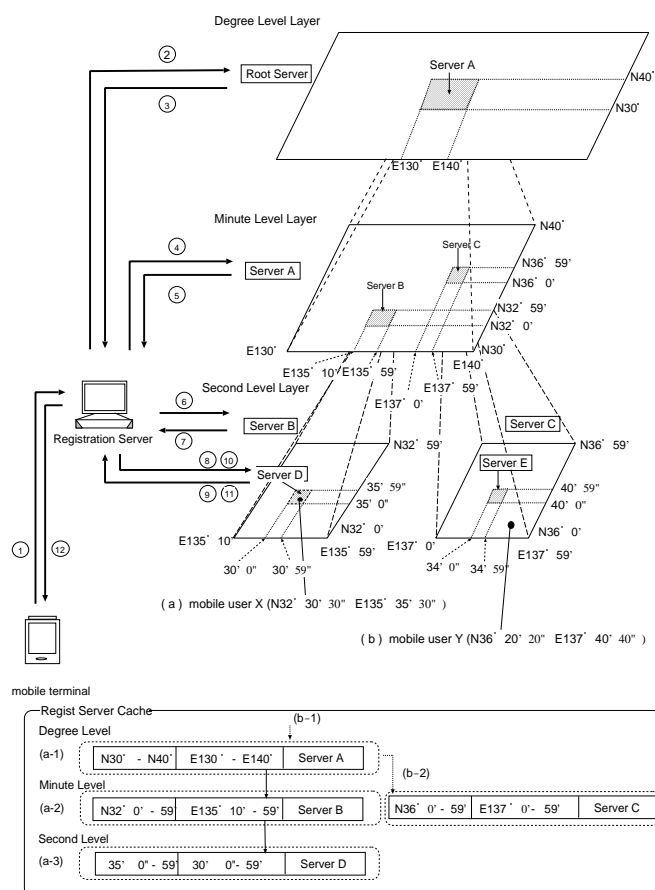 Degree Level Layer
②
Root Server
Server A
③
N40°
N30°
E130° E140°
Minute Level Layer
N40°
④
Server A
⑤
Server C
Server B
N36° 59'
N36° 0'
N32° 59'
N32° 0'
N30°
E130°
E135° 10' E135° 59'
E137° 0'
E140°
E137° 59'
Second Level Layer
⑥
Server B
⑦
Registration Server
Server C
N32° 59'
N36° 59'
⑧ ⑩
Server D
Server E
⑨ ⑪
35' 59"
35' 0"
40' 59"
40' 0"
N32° 0'
N36° 0'
① ⑫
E135° 10'
E135° 59'
E137° 0'
E137° 59'
30' 0" 30' 59"
34' 0" 34' 59"
( a ) mobile user X (N32° 30' 30" E135° 35' 30" )
( b ) mobile user Y (N36° 20' 20" E137° 40' 40" )
mobile terminal
Regist Server Cache
(b-1)
Degree Level
(a-1) N30° - N40° E130° - E140° Server A
(b-2)
Minute Level
(a-2) N32° 0' - 59' E135° 10' - 59' Server B
N36° 0' - 59' E137° 0'- 59' Server C
Second Level
(a-3) 35' 0"- 59' 30' 0"- 59' Server D